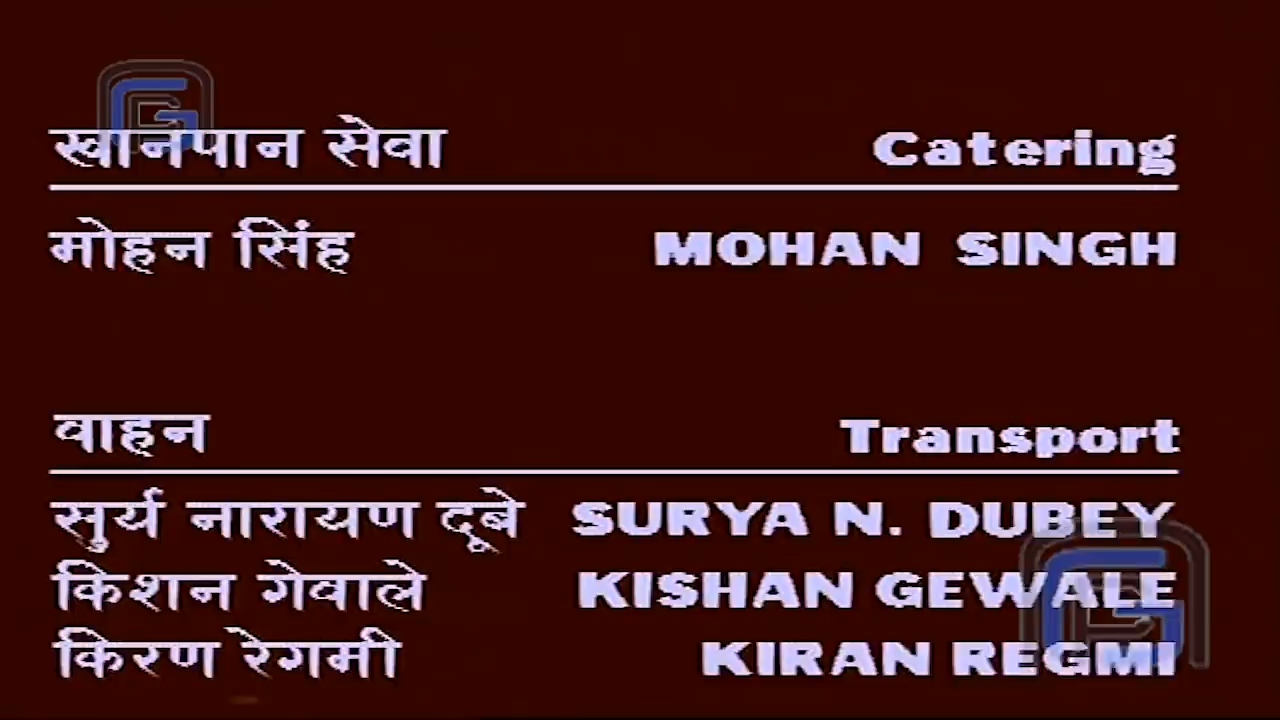 खानपान सेवा Catering
मोहन सिंह MOHAN SINGH
वाहन Transport
सुर्य नारायण दूबे SURYA N. DUBEY
किशन गेवाले KISHAN GEWALE
किरण रेगमी KIRAN REGMI